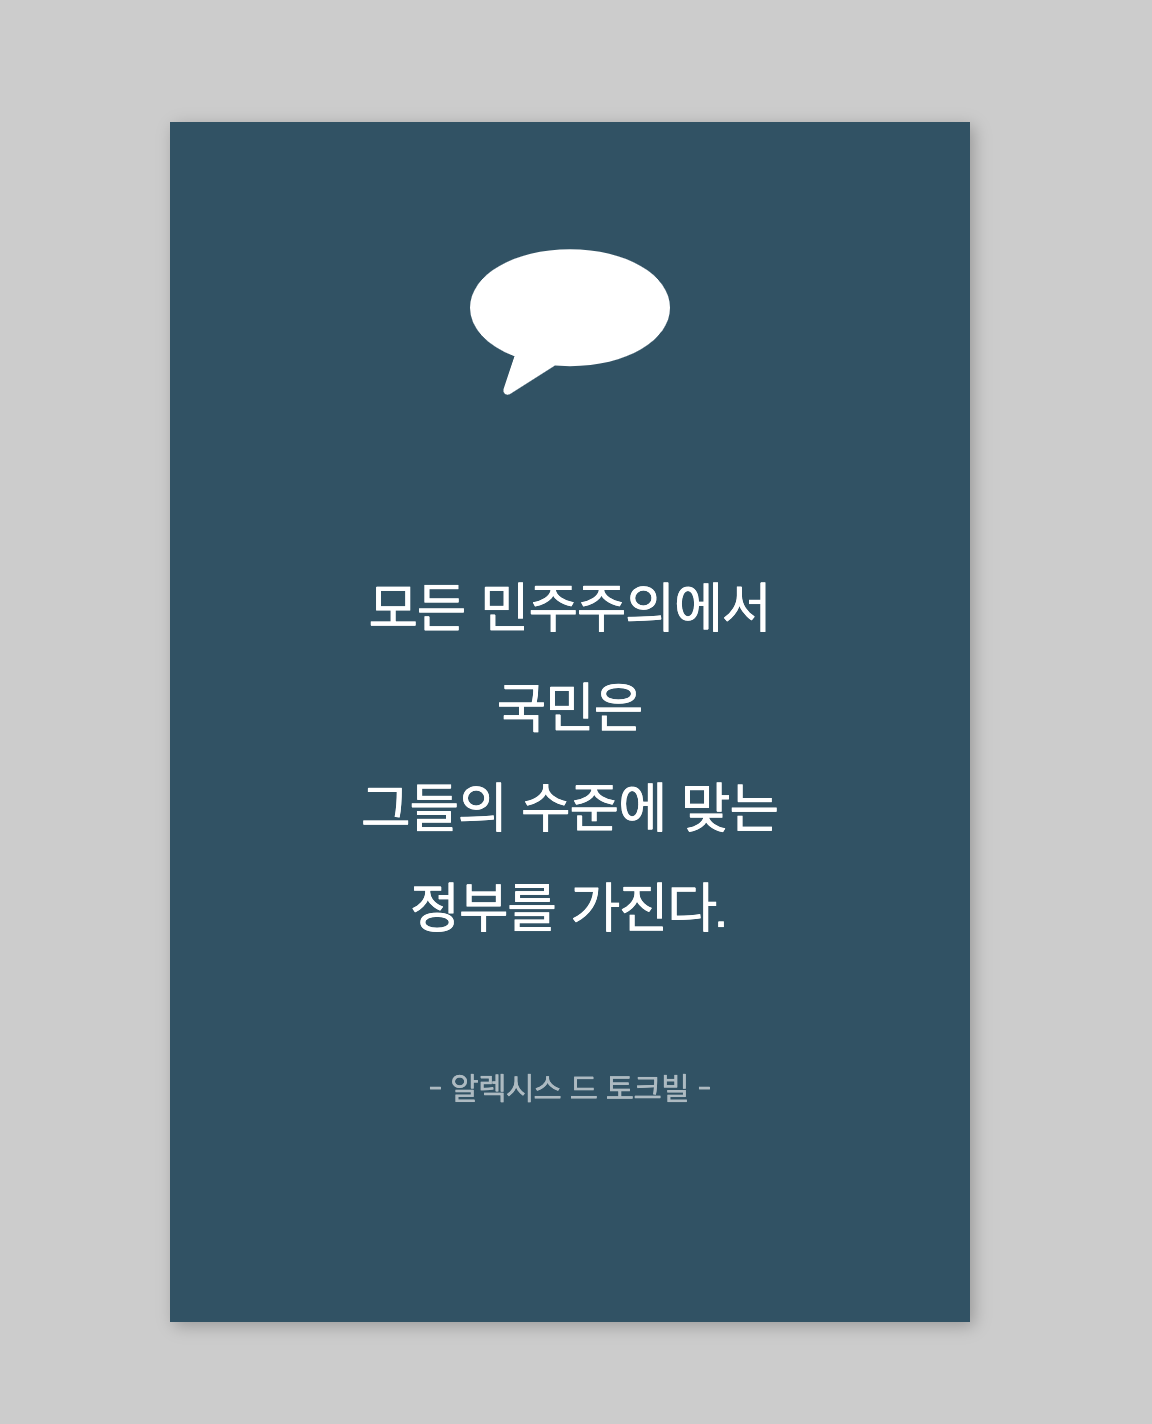 모든 민주주의에서
국민은
그들의 수준에 맞는
정부를 가진다.
- 알렉시스 드 토크빌 -